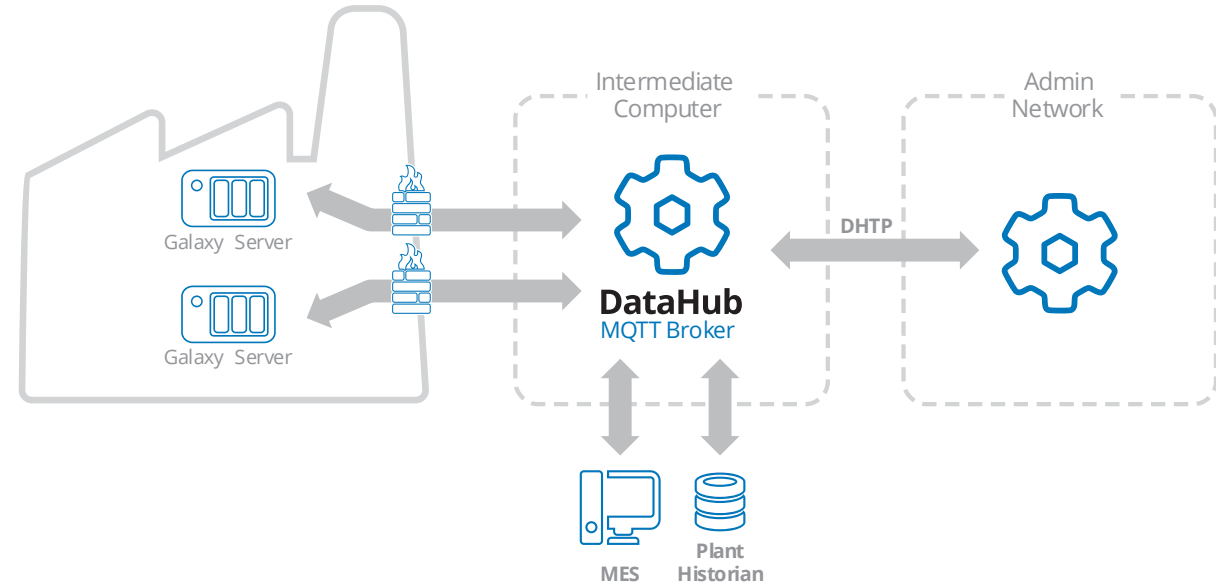 Intermediate
Computer
Admin
Network
Galaxy Server
Galaxy Server
DHTP
DataHub
MQTT Broker
MES
Plant
Historian